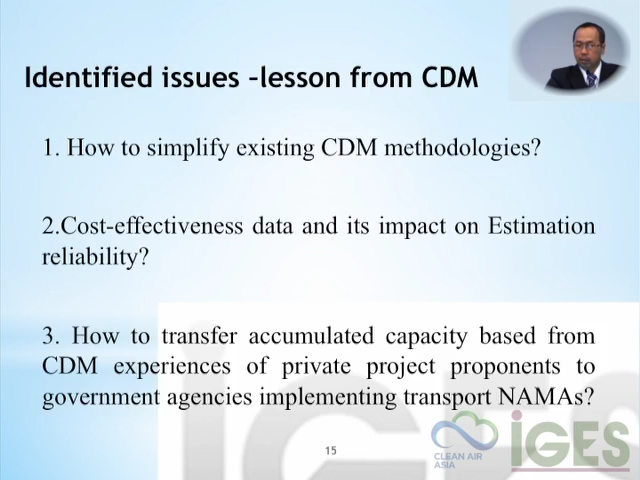 Identified issues –lesson from CDM
1. How to simplify existing CDM methodologies?
2.Cost-effectiveness data and its impact on Estimation
reliability?
3. How to transfer accumulated capacity based from
CDM experiences of private project proponents to
government agencies implementing transport NAMAs?
15
CLEAN AIR
ASIA
iGES